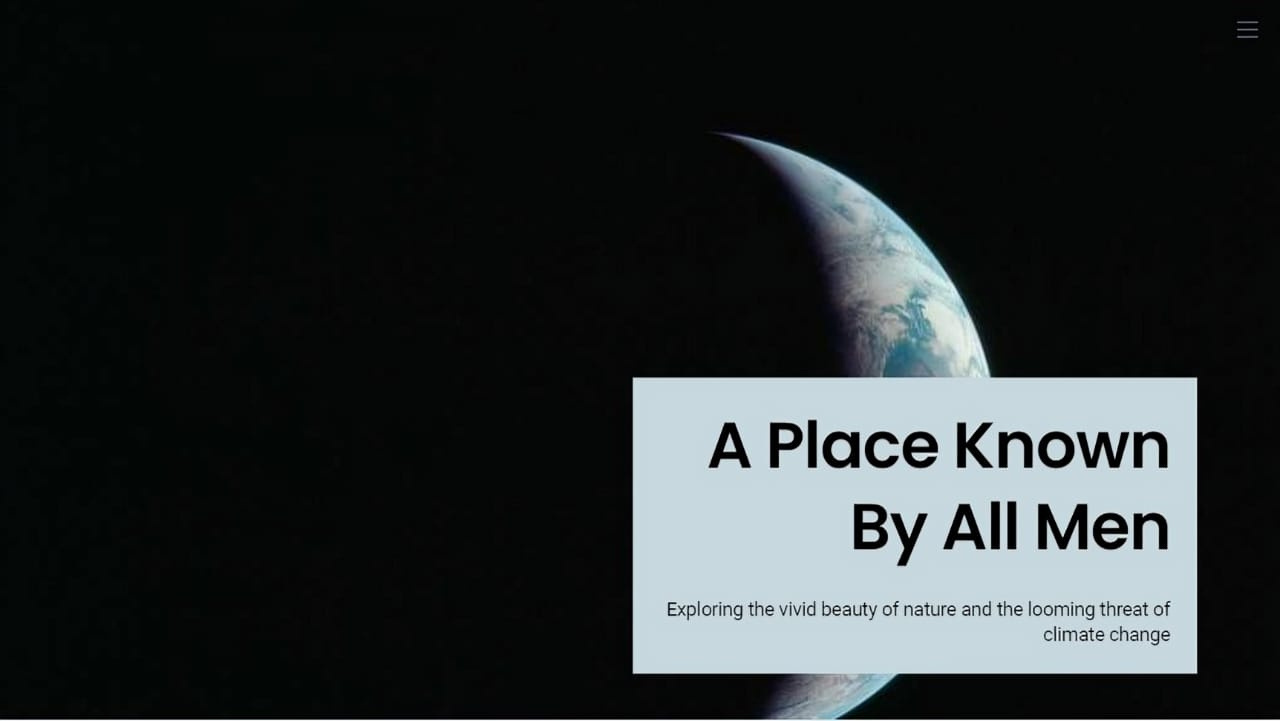 A Place Known
By All Men
Exploring the vivid beauty of nature and the looming threat of
climate change